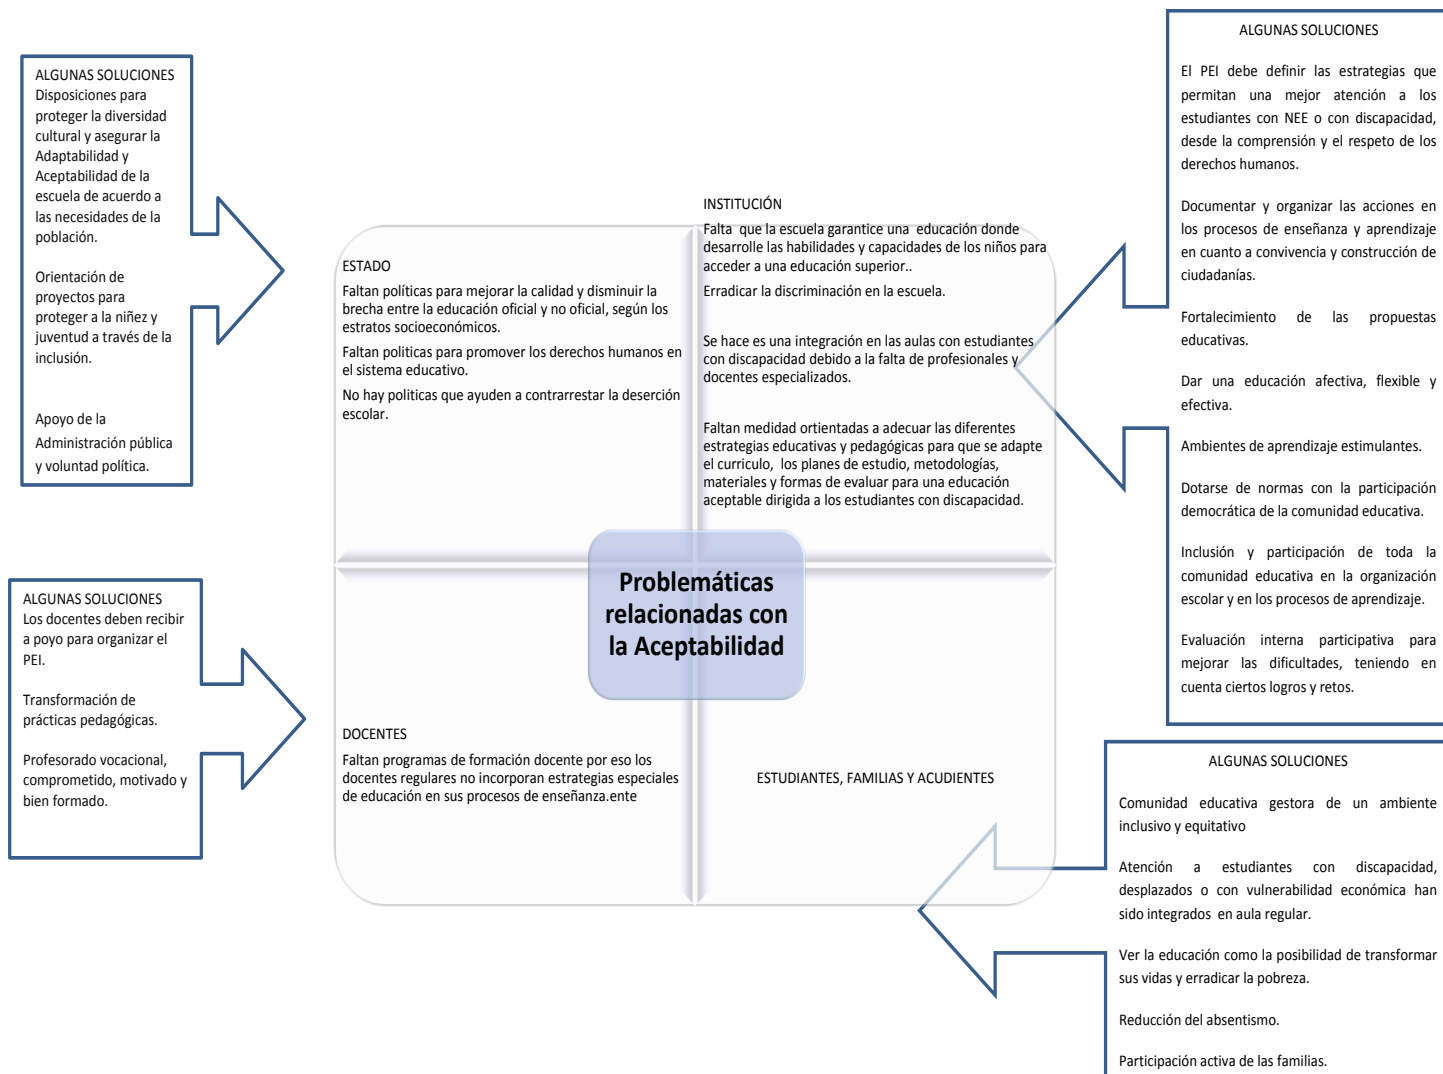 ALGUNAS SOLUCIONES
Disposiciones para
proteger la diversidad
cultural y asegurar la
Adaptabilidad y
Aceptabilidad de la
escuela de acuerdo a
las necesidades de la
población.
Orientación de
proyectos para
proteger a la niñez y
juventud a través de la
inclusión.
Apoyo de la
Administración pública
y voluntad política.
ESTADO
Faltan políticas para mejorar la calidad y disminuir la
brecha entre la educación oficial y no oficial, según los
estratos socioeconómicos.
Faltan politicas para promover los derechos humanos en
el sistema educativo.
No hay politicas que ayuden a contrarrestar la deserción
escolar.
INSTITUCIÓN
Falta que la escuela garantice una educación donde
desarrolle las habilidades y capacidades de los niños para
acceder a una educación superior..
Erradicar la discriminación en la escuela.
Se hace es una integración en las aulas con estudiantes
con discapacidad debido a la falta de profesionales y
docentes especializados.
Faltan medidad ortientadas a adecuar las diferentes
estrategias educativas y pedagógicas para que se adapte
el curriculo, los planes de estudio, metodologías,
materiales y formas de evaluar para una educación
aceptable dirigida a los estudiantes con discapacidad.
ALGUNAS SOLUCIONES
El PEI debe definir las estrategias que
permitan una mejor atención a los
estudiantes con NEE o con discapacidad,
desde la comprensión y el respeto de los
derechos humanos.
Documentar y organizar las acciones en
los procesos de enseñanza y aprendizaje
en cuanto a convivencia y construcción de
ciudadanías.
Fortalecimiento de las propuestas
educativas.
Dar una educación afectiva, flexible y
efectiva.
Ambientes de aprendizaje estimulantes.
Dotarse de normas con la participación
democrática de la comunidad educativa.
Inclusión y participación de toda la
comunidad educativa en la organización
escolar y en los procesos de aprendizaje.
Evaluación interna participativa para
mejorar las dificultades, teniendo en
cuenta ciertos logros y retos.
Problemáticas
relacionadas con
la Aceptabilidad
ALGUNAS SOLUCIONES
Los docentes deben recibir
a poyo para organizar el
PEI.
Transformación de
prácticas pedagógicas.
Profesorado vocacional,
comprometido, motivado y
bien formado.
DOCENTES
Faltan programas de formación docente por eso los
docentes regulares no incorporan estrategias especiales
de educación en sus procesos de enseñanza.ente
ESTUDIANTES, FAMILIAS Y ACUDIENTES
ALGUNAS SOLUCIONES
Comunidad educativa gestora de un ambiente
inclusivo y equitativo
Atención a estudiantes con discapacidad,
desplazados o con vulnerabilidad económica han
sido integrados en aula regular.
Ver la educación como la posibilidad de transformar
sus vidas y erradicar la pobreza.
Reducción del absentismo.
Participación activa de las familias.